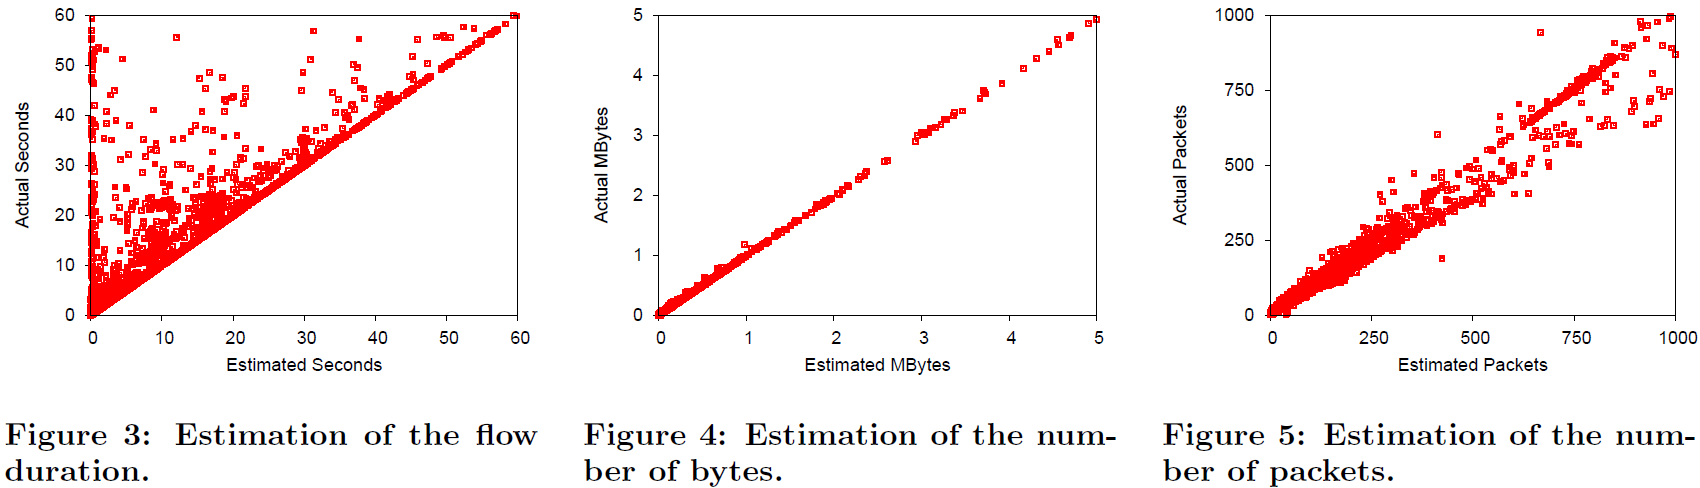 60
50
40
30
20
10
0
Actual Seconds
0 10 20 30 40 50 60
Estimated Seconds
Figure 3: Estimation of the flow
duration.
5
4
3
2
1
0
Actual MBytes
0 1 2 3 4 5
Estimated MBytes
Figure 4: Estimation of the num-
ber of bytes.
1000
750
500
250
0
Actual Packets
0 250 500 750 1000
Estimated Packets
Figure 5: Estimation of the num-
ber of packets.